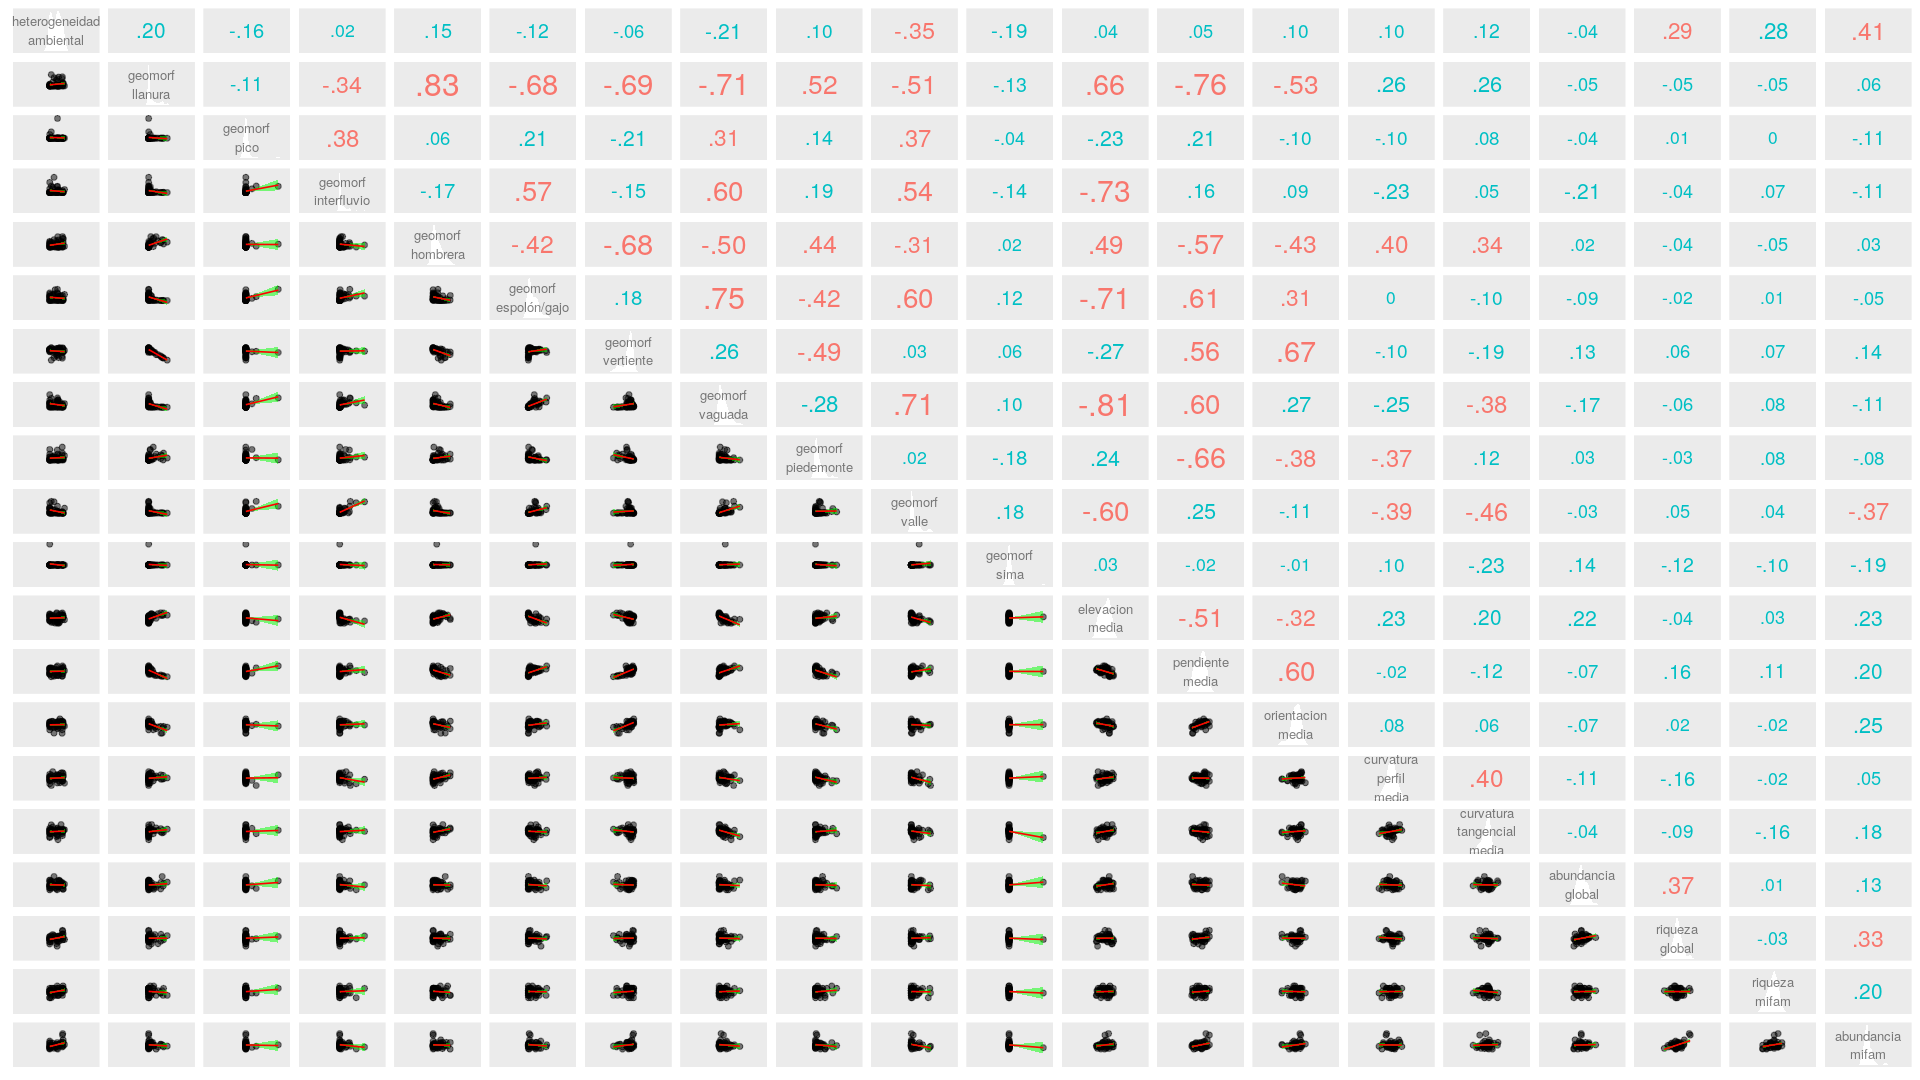 heterogeneidad
ambiental
.20 -.16 .02 .15 -.12 -.06 -.21 .10 -.35 -.19 .04 .05 .10 .10 .12 -.04 .29 .28 .41
geomorf
llanura
-.11 -.34 .83 -.68 -.69 -.71 .52 -.51 -.13 .66 -.76 -.53 .26 .26 -.05 -.05 -.05 .06
geomorf
pico
.38 .06 .21 -.21 .31 .14 .37 -.04 -.23 .21 -.10 -.10 .08 -.04 .01 0 -.11
geomorf
interfluvio
-.17 .57 -.15 .60 .19 .54 -.14 -.73 .16 .09 -.23 .05 -.21 -.04 .07 -.11
geomorf
hombrera
-.42 -.68 -.50 .44 -.31 .02 .49 -.57 -.43 .40 .34 .02 -.04 -.05 .03
geomorf
espolón/gajo
.18 .75 -.42 .60 .12 -.71 .61 .31 0 -.10 -.09 -.02 .01 -.05
geomorf
vertiente
.26 -.49 .03 .06 -.27 .56 .67 -.10 -.19 .13 .06 .07 .14
geomorf
vaguada
-.28 .71 .10 -.81 .60 .27 -.25 -.38 -.17 -.06 .08 -.11
geomorf
piedemonte
.02 -.18 .24 -.66 -.38 -.37 .12 .03 -.03 .08 -.08
geomorf
valle
.18 -.60 .25 -.11 -.39 -.46 -.03 .05 .04 -.37
geomorf
sima
.03 -.02 -.01 .10 -.23 .14 -.12 -.10 -.19
elevacion
media
-.51 -.32 .23 .20 .22 -.04 .03 .23
pendiente
media
.60 -.02 -.12 -.07 .16 .11 .20
orientacion
media
.08 .06 -.07 .02 -.02 .25
curvatura
perfil
media
.40 -.11 -.16 -.02 .05
curvatura
tangencial
media
-.04 -.09 -.16 .18
abundancia
global
.37 .01 .13
riqueza
global
-.03 .33
riqueza
mifam
.20
abundancia
mifam